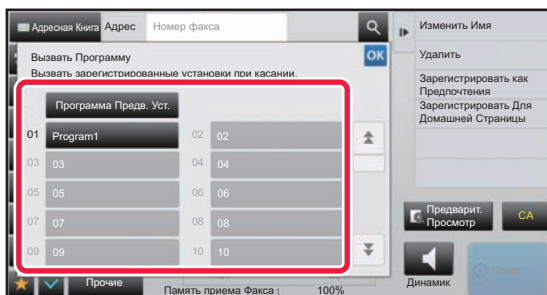 Адресная Книга Адрес Номер факса
Вызвать Программу OK
Вызвать зарегистрированные установки при касании.
Программа Предв. Уст.
01 Program1 02 02
03 03 04 04
05 05 06 06
07 07 08 08
09 09 10 10
Прочие
Память приема Факса : 100%
Изменить Имя
Удалить
Зарегистрировать как
Предпочтения
Зарегистрировать Для
Домашней Страницы
Предварит.
Просмотр
CA
Динамик
Старт